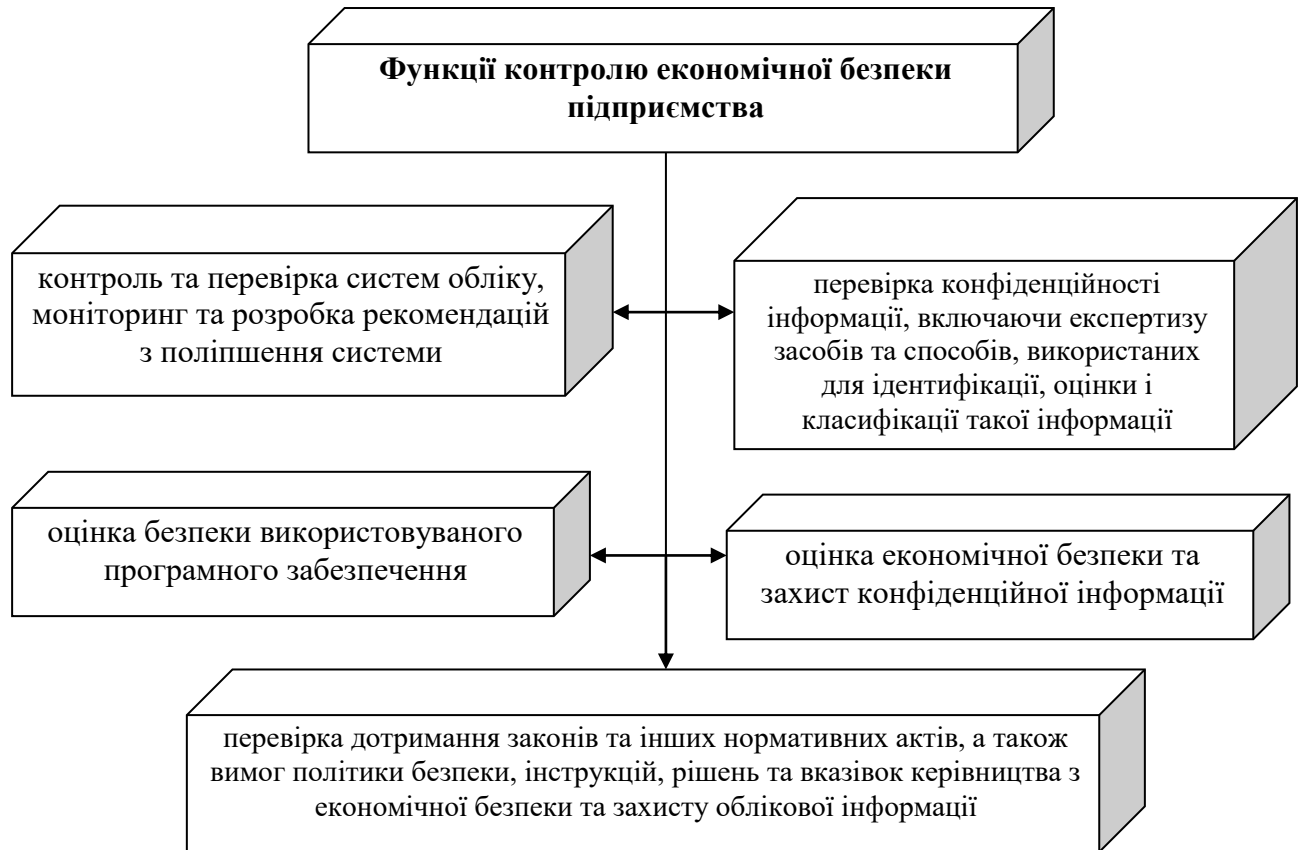 Функції контролю економічної безпеки
підприємства
контроль та перевірка систем обліку,
моніторинг та розробка рекомендацій
з поліпшення системи
перевірка конфіденційності
інформації, включаючи експертизу
засобів та способів, використаних
для ідентифікації, оцінки і
класифікації такої інформації
оцінка безпеки використовуваного
програмного забезпечення
оцінка економічної безпеки та
захист конфіденційної інформації
перевірка дотримання законів та інших нормативних актів, а також
вимог політики безпеки, інструкцій, рішень та вказівок керівництва з
економічної безпеки та захисту облікової інформації